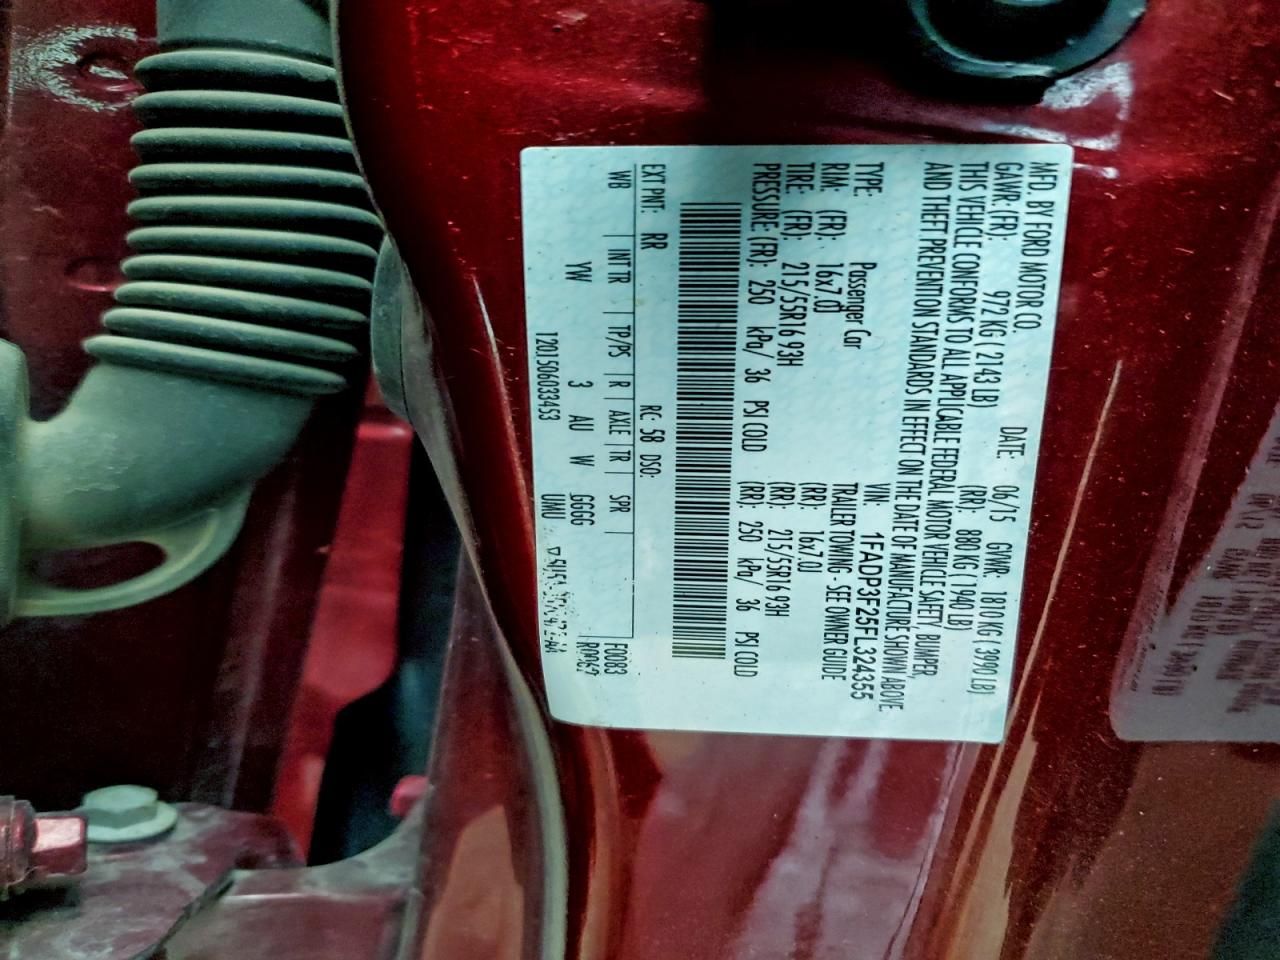 MFD. BY FORD MOTOR CO.
DATE: 06/15 GVWR: 1810 KG ( 3990 LB)
GAWR: (FR): 972 KG ( 2143 LB) (RR): 880 KG ( 1940 LB)
THIS VEHICLE CONFORMS TO ALL APPLICABLE FEDERAL MOTOR VEHICLE SAFETY, BUMPER,
AND THEFT PREVENTION STANDARDS IN EFFECT ON THE DATE OF MANUFACTURE SHOWN ABOVE.
VIN: 1FADP3F25FL324355
TYPE: Passenger Car TRAILER TOWING - SEE OWNER GUIDE
RIM: (FR): 16x7.0J (RR): 16x7.0J
TIRE: (FR): 215/55R16 93H (RR): 215/55R16 93H
PRESSURE: (FR): 250 kPa/ 36 PSI COLD (RR): 250 kPa/ 36 PSI COLD
EXT PNT: RR RC: 58 DSO:
F0083
WB INT TR TP/PS R AXLE TR SPR
YW 3 AU W GGGG
T20150603345​3 UMU